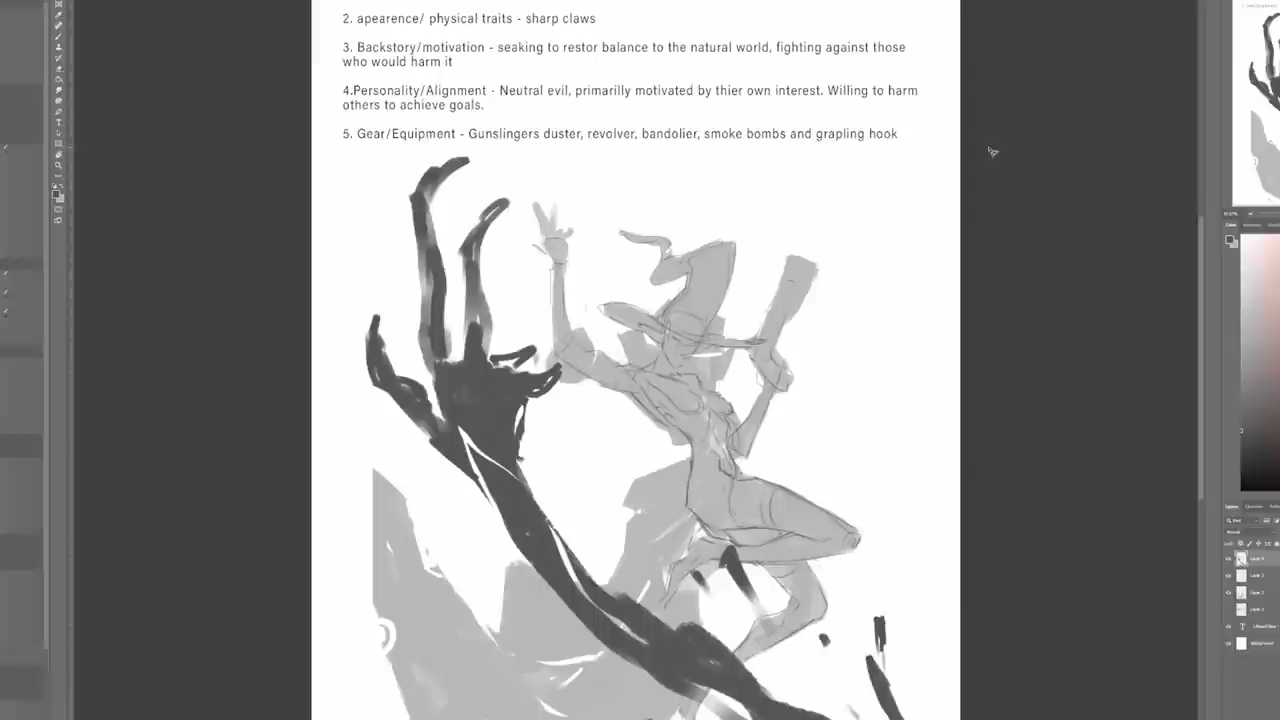 2. apearence/ physical traits - sharp claws
3. Backstory/motivation - seeking to restor balance to the natural world, fighting against those
who would harm it
4.Personality/Alignment - Neutral evil, primarilly motivated by thier own interest. Willing to harm
others to achieve goals.
5. Gear/Equipment - Gunslingers duster, revolver, bandolier, smoke bombs and grapling hook